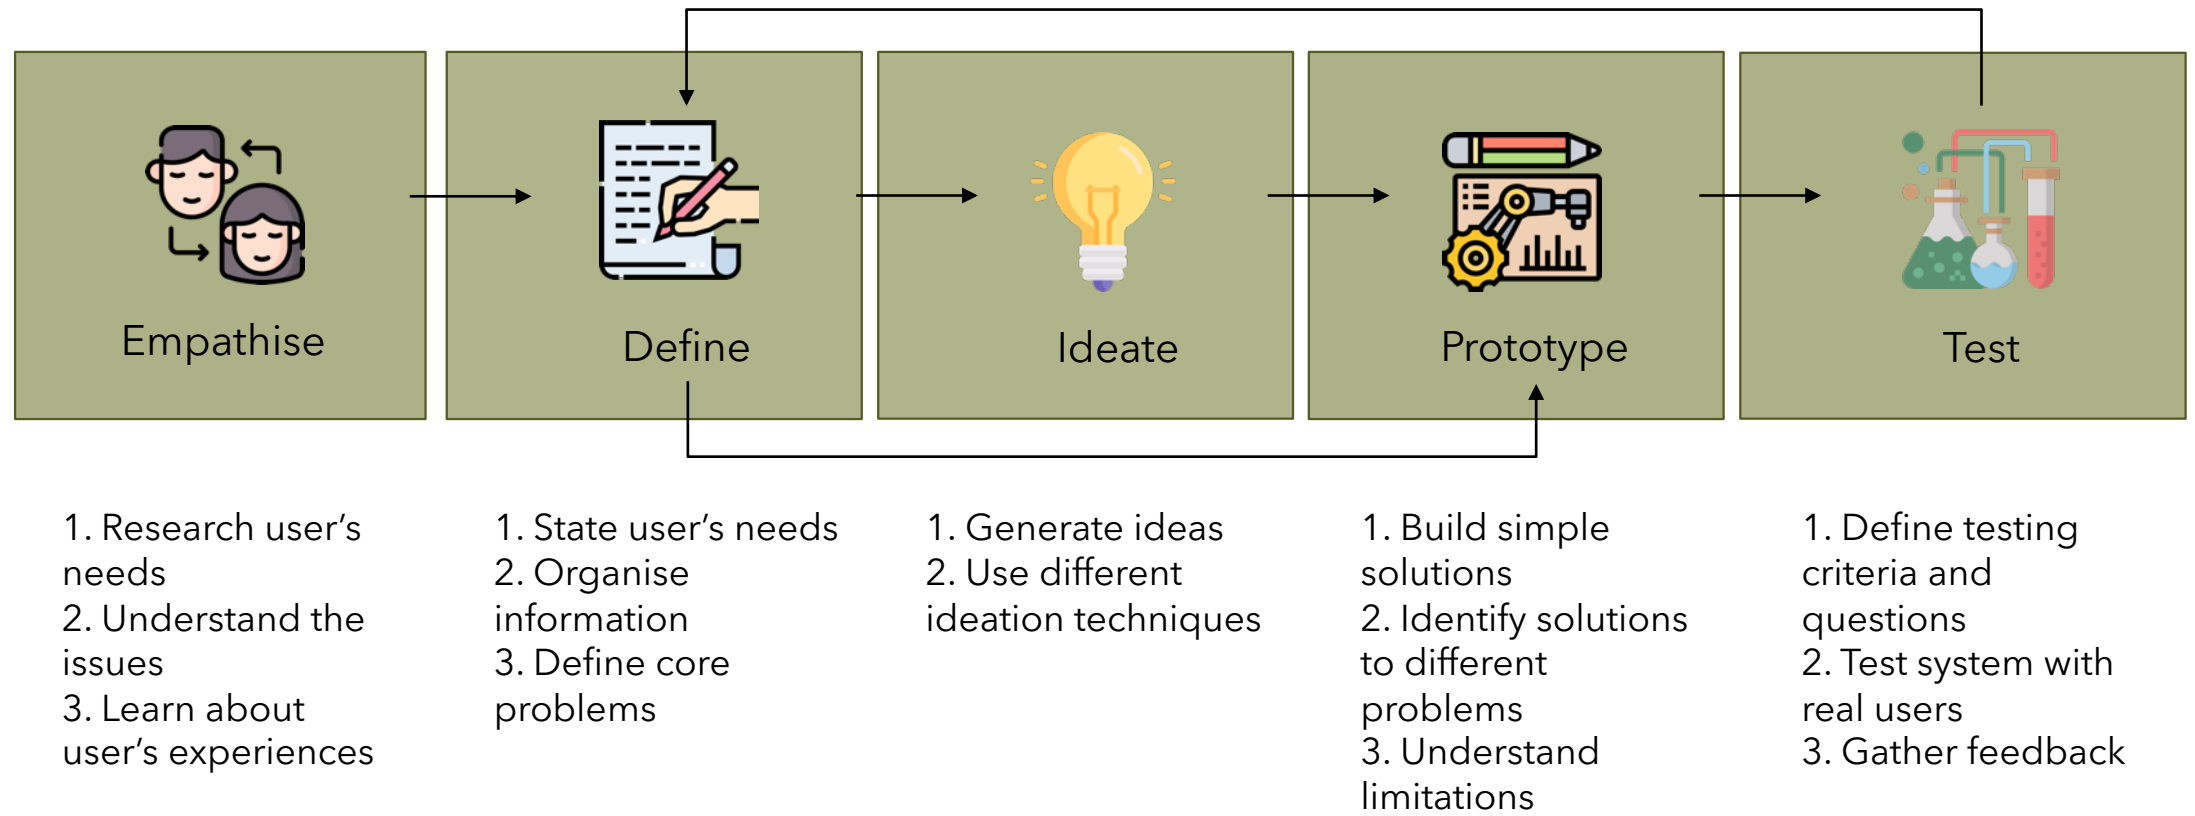 Empathise
Define
Ideate
Prototype
Test
1. Research user’s
needs
2. Understand the
issues
3. Learn about
user’s experiences
1. State user’s needs
2. Organise
information
3. Define core
problems
1. Generate ideas
2. Use different
ideation techniques
1. Build simple
solutions
2. Identify solutions
to different
problems
3. Understand
limitations
1. Define testing
criteria and
questions
2. Test system with
real users
3. Gather feedback